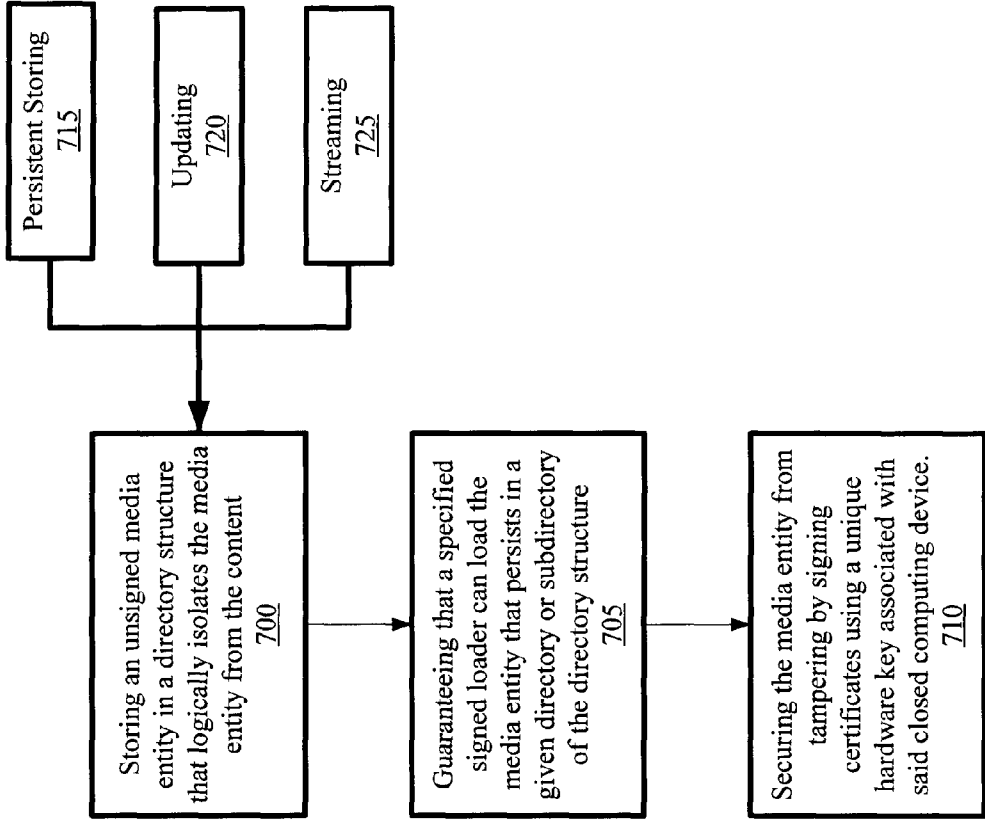 Persistent Storing
715
Updating
720
Streaming
725
Storing an unsigned media
entity in a directory structure
that logically isolates the media
entity from the content
700
Guaranteeing that a specified
signed loader can load the
media entity that persists in a
given directory or subdirectory
of the directory structure
705
Securing the media entity from
tampering by signing
certificates using a unique
hardware key associated with
said closed computing device.
710